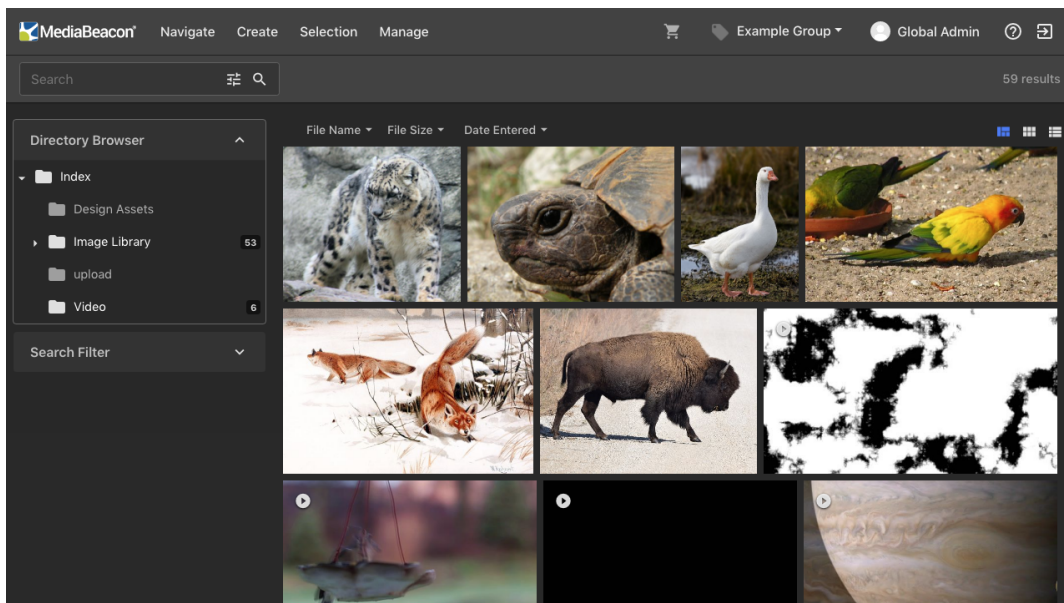 MediaBeacon® Navigate Create Selection Manage Example Group Global Admin
Search 59 results
Directory Browser
File Name File Size Date Entered
Index
Design Assets
Image Library 53
upload
Video 6
Search Filter